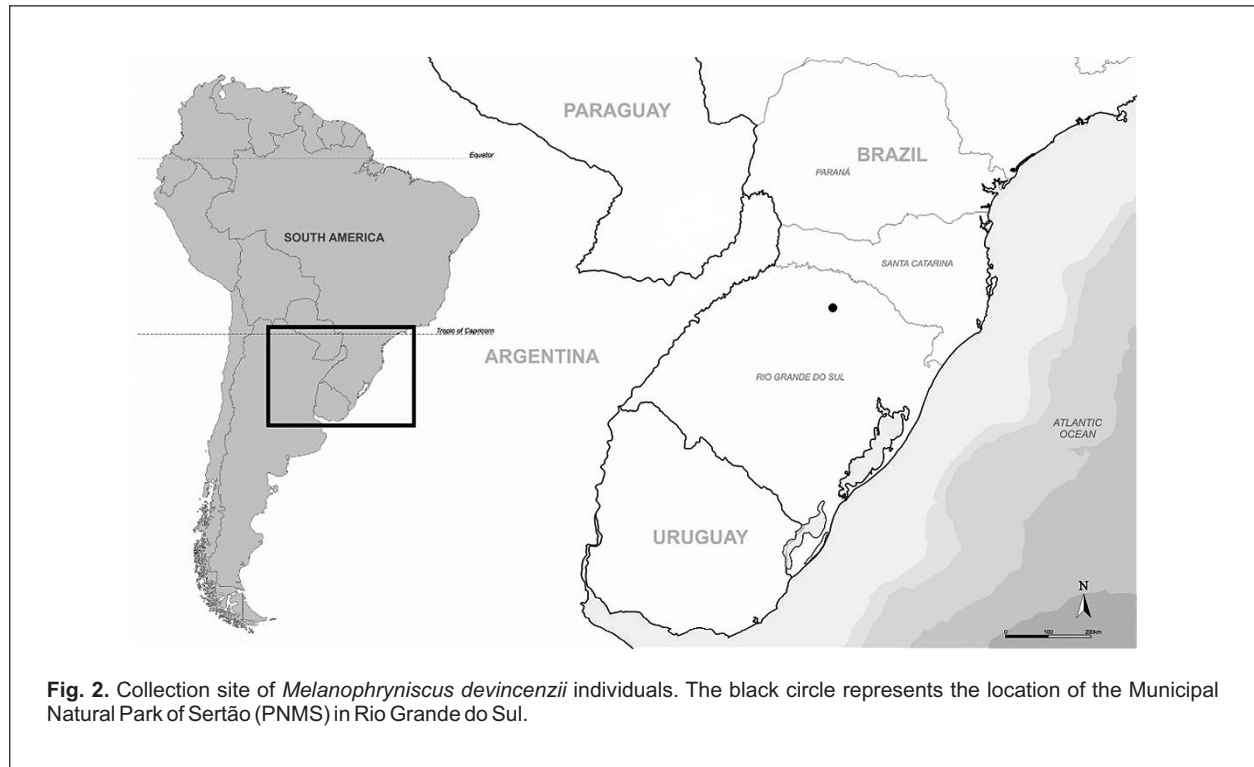 Equator
SOUTH AMERICA
Tropic of Capricorn
PARAGUAY
BRAZIL
PARANÁ
SANTA CATARINA
ARGENTINA
RIO GRANDE DO SUL
ATLANTIC
OCEAN
URUGUAY
N
0 100 200km
Fig. 2. Collection site of Melanophryniscus devincenzii individuals. The black circle represents the location of the Municipal
Natural Park of Sertão (PNMS) in Rio Grande do Sul.